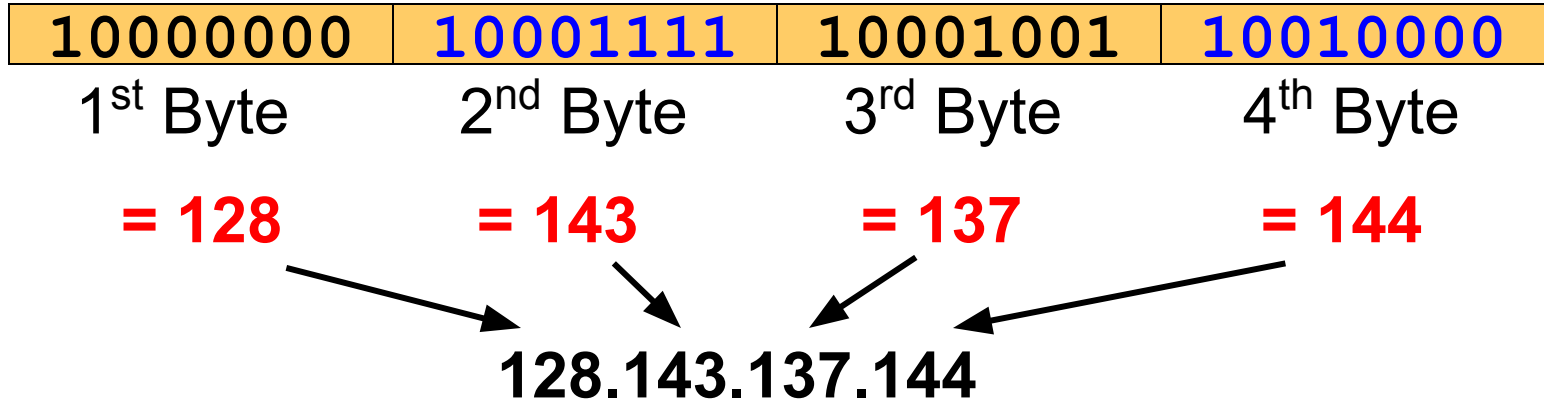 10000000 10001111 10001001 10010000
1st Byte 2nd Byte 3rd Byte 4th Byte
= 128 = 143 = 137 = 144
128.143.137.144